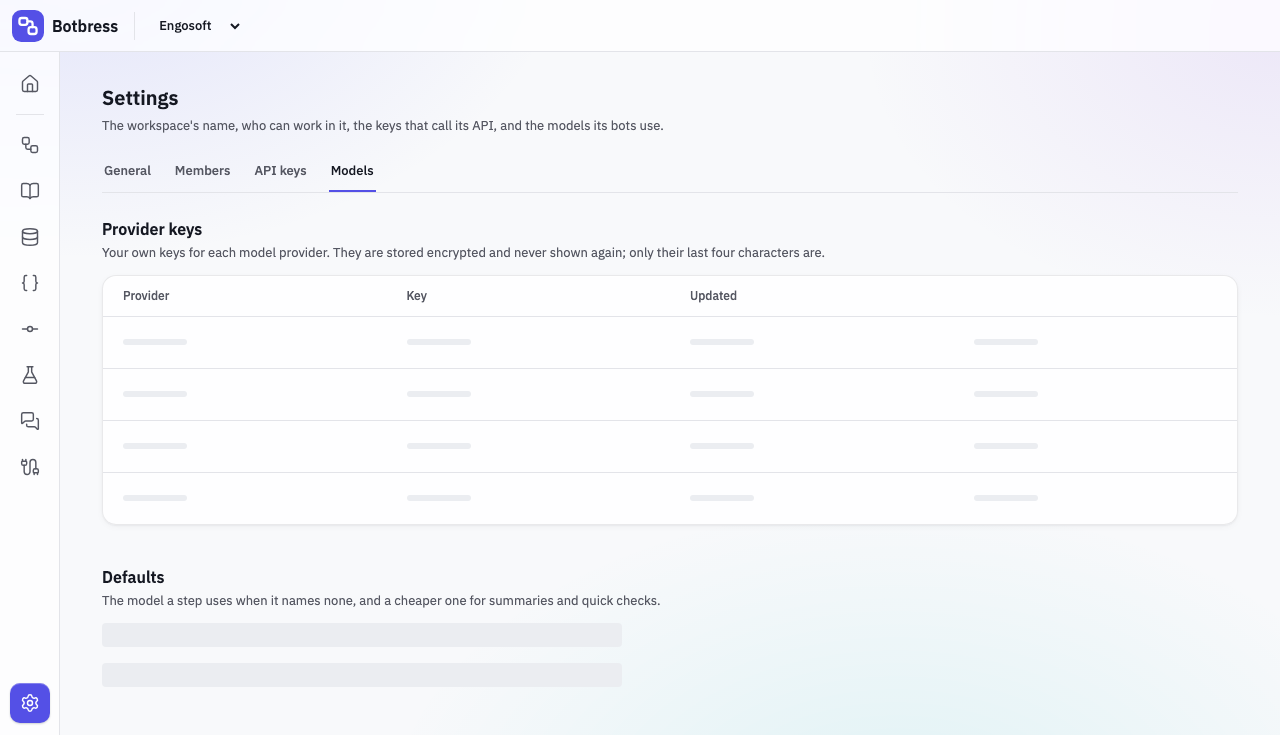 Botbress
Engosoft
Settings
The workspace's name, who can work in it, the keys that call its API, and the models its bots use.
General Members API keys Models
Provider keys
Your own keys for each model provider. They are stored encrypted and never shown again; only their last four characters are.
Provider Key Updated
Defaults
The model a step uses when it names none, and a cheaper one for summaries and quick checks.